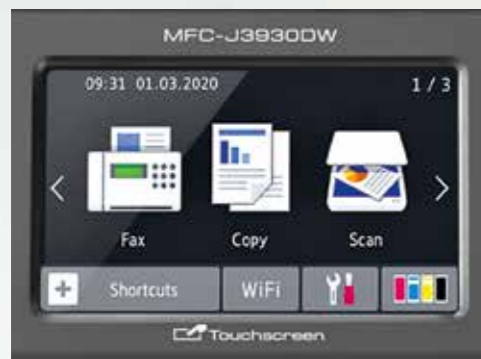 MFC-J3930DW
09:31 01.03.2020 1 / 3
Fax Copy Scan
Shortcuts WiFi
Touchscreen